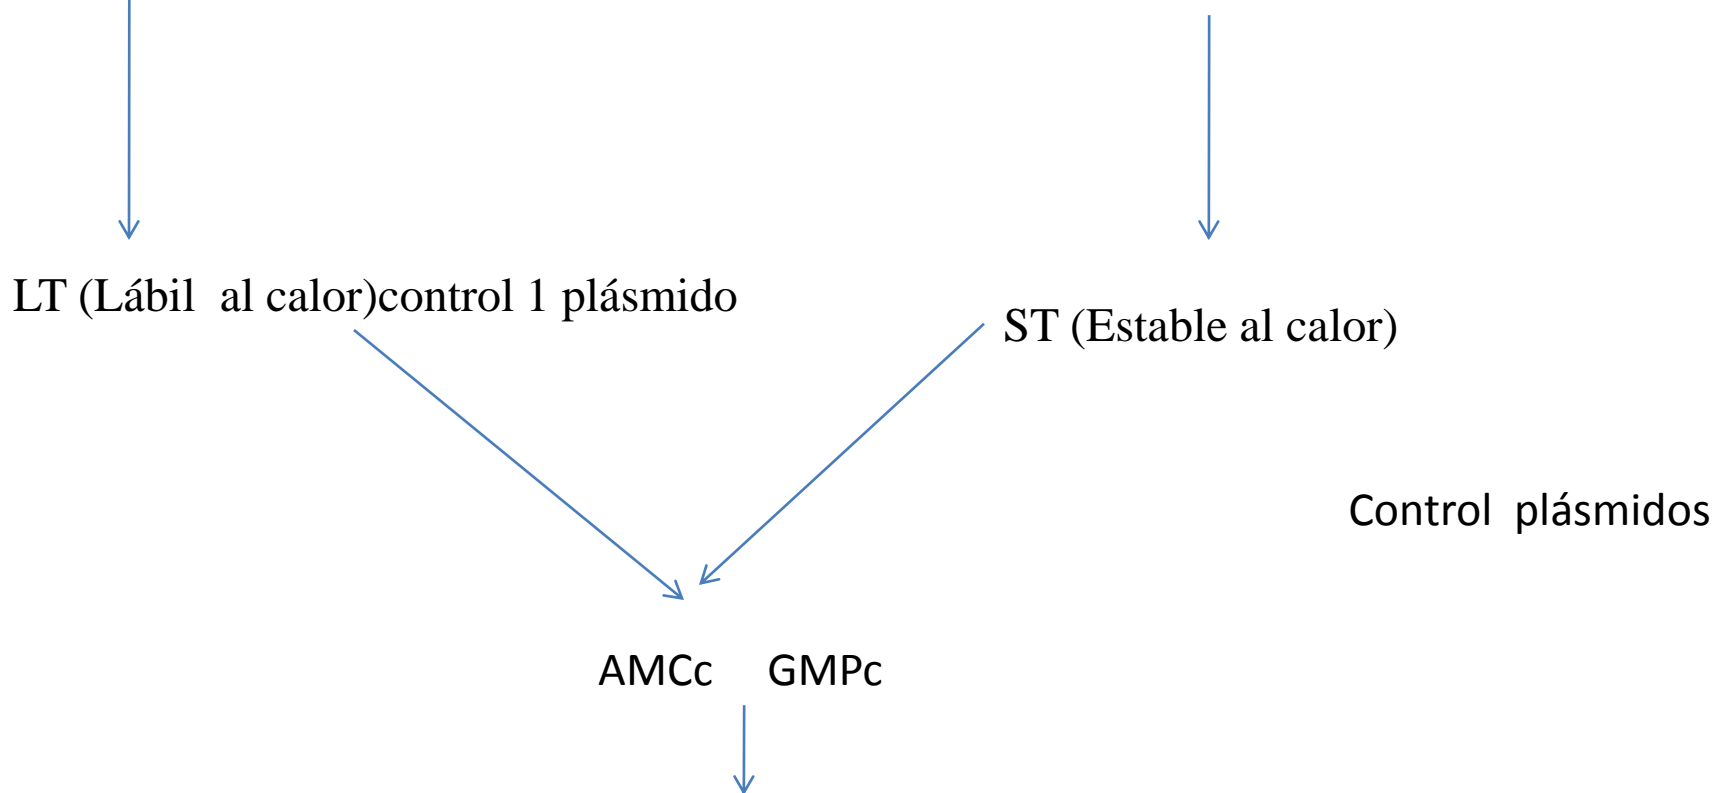 LT (Lábil  al calor)control 1 plásmido
ST (Estable al calor)
Control  plásmidos
AMCc    GMPc